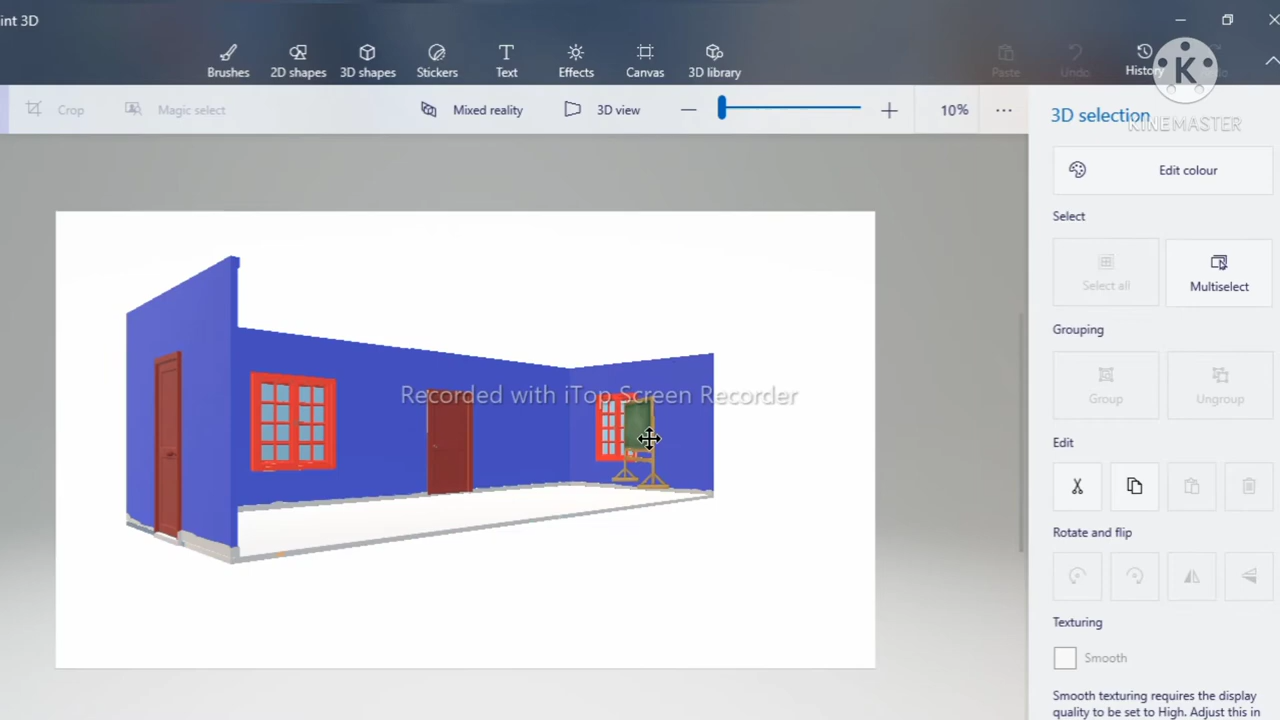 int 3D
Brushes
2D shapes
3D shapes
Stickers
Text
Effects
Canvas
3D library
Paste
Undo
History
K
KINEMASTER
Crop
Magic select
Mixed reality
3D view
10%
3D selection
Edit colour
Select
Select all
Multiselect
Grouping
Group
Ungroup
Edit
Rotate and flip
Texturing
Smooth
Smooth texturing requires the display
quality to be set to High. Adjust this in
Recorded with iTop Screen Recorder